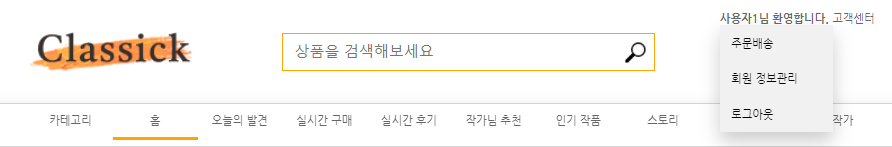 사용자1님 환영합니다. 고객센터
Classick
상품을 검색해보세요
주문배송
회원 정보관리
로그아웃
카테고리 홈 오늘의 발견 실시간 구매 실시간 후기 작가님 추천 인기 작품 스토리 작가